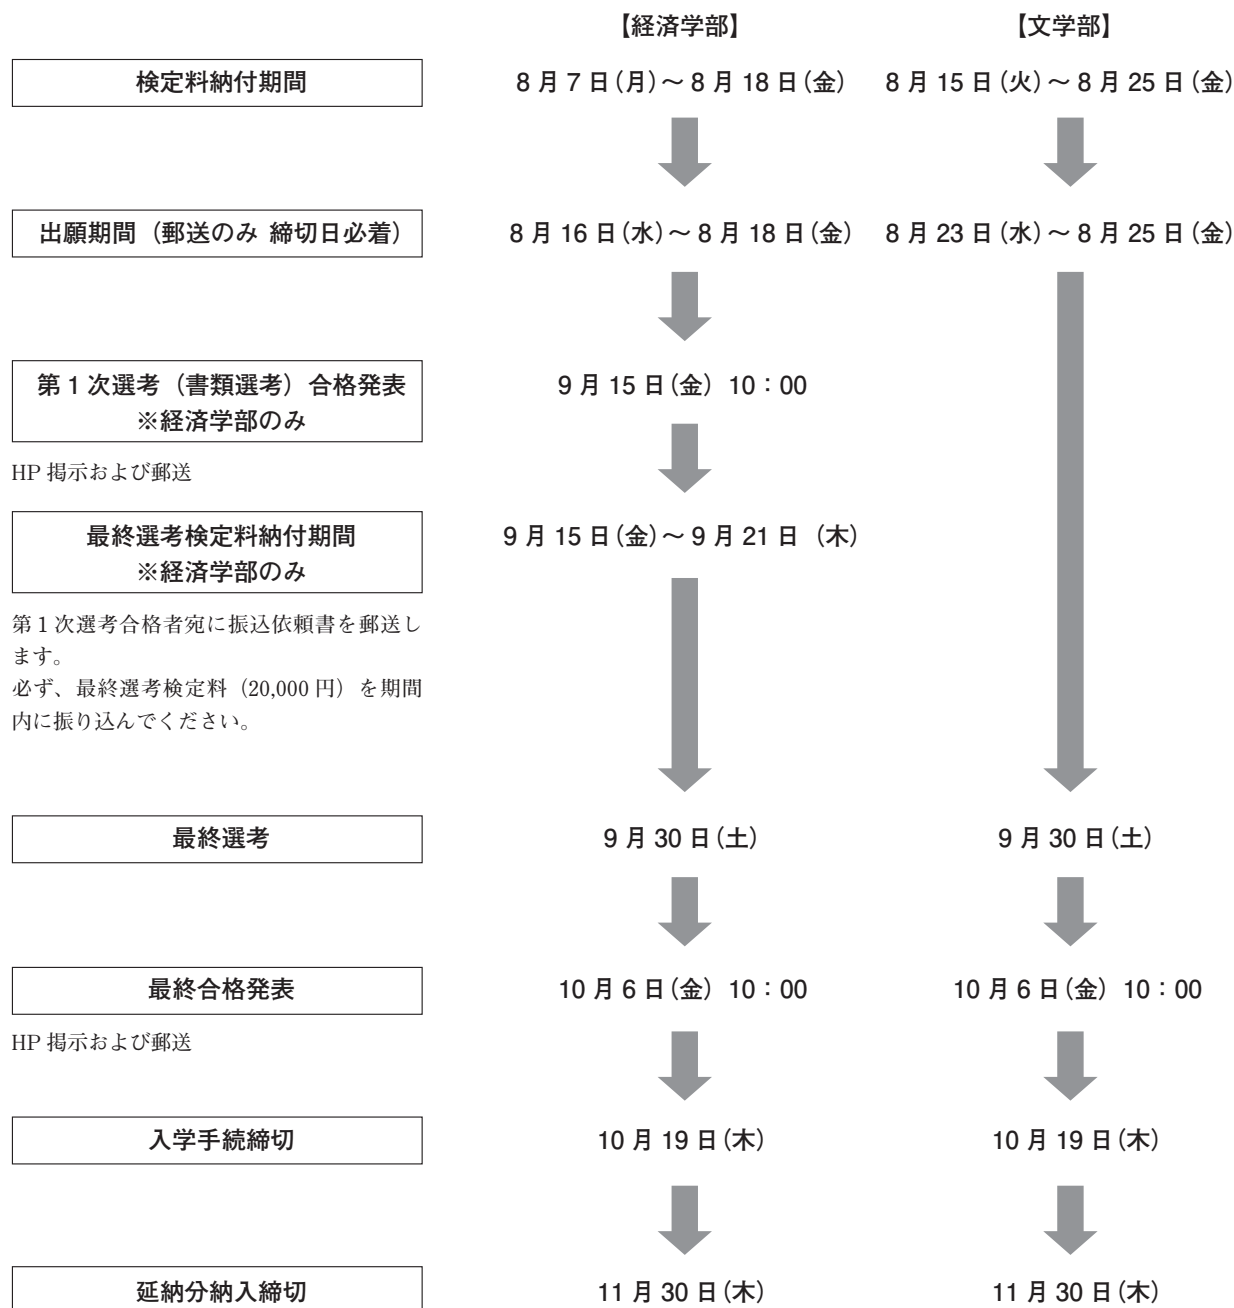 【経済学部】 【文学部】
検定料納付期間 8月7日(月)～8月18日(金) 8月15日(火)～8月25日(金)
出願期間（郵送のみ 締切日必着） 8月16日(水)～8月18日(金) 8月23日(水)～8月25日(金)
第1次選考（書類選考）合格発表 9月15日(金) 10：00
※経済学部のみ
HP 掲示および郵送
最終選考検定料納付期間 9月15日(金)～9月21日（木）
※経済学部のみ
第1次選考合格者宛に振込依頼書を郵送し
ます。
必ず、最終選考検定料（20,000円）を期間
内に振り込んでください。
最終選考 9月30日(土) 9月30日(土)
最終合格発表 10月6日(金) 10：00 10月6日(金) 10：00
HP 掲示および郵送
入学手続締切 10月19日(木) 10月19日(木)
延納分納入締切 11月30日(木) 11月30日(木)